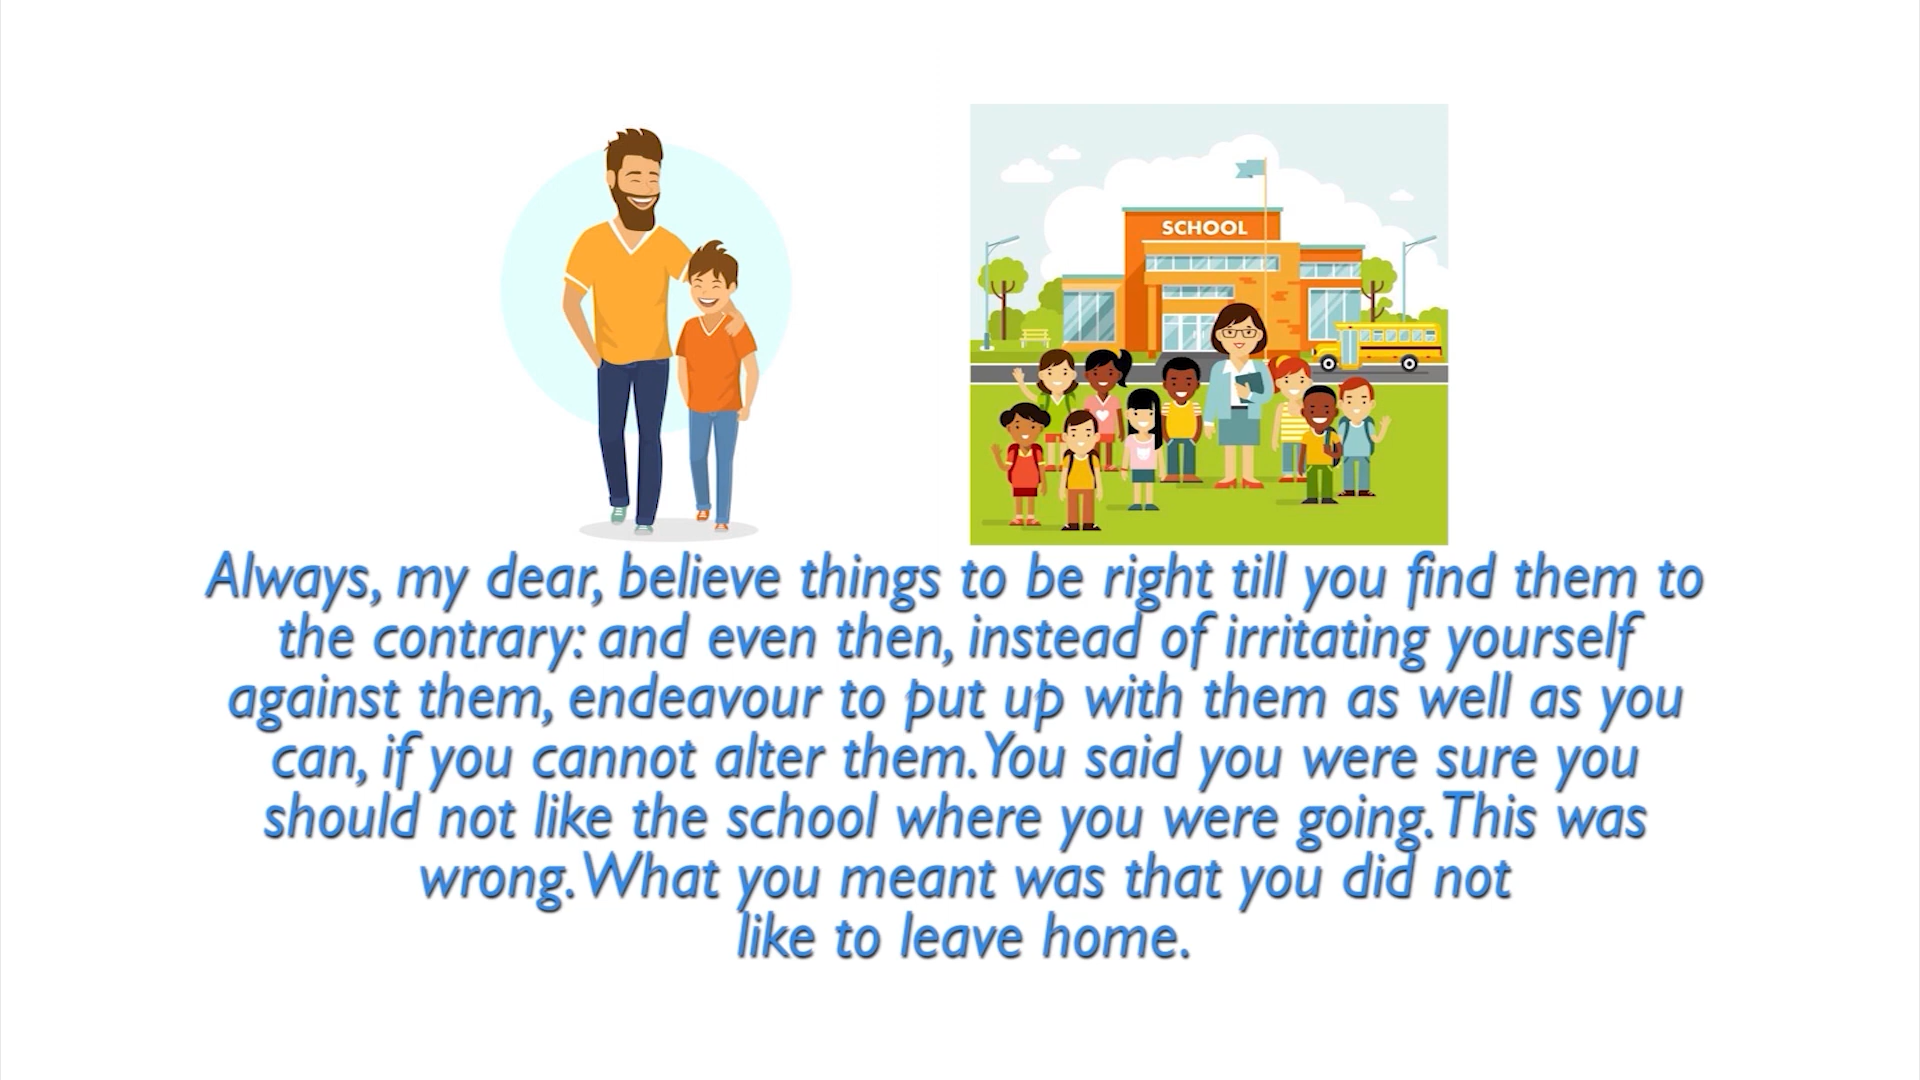 SCHOOL
Always, my dear, believe things to be right till you find them to
the contrary: and even then, instead of irritating yourself
against them, endeavour to put up with them as well as you
can, if you cannot alter them. You said you were sure you
should not like the school where you were going. This was
wrong. What you meant was that you did not
like to leave home.